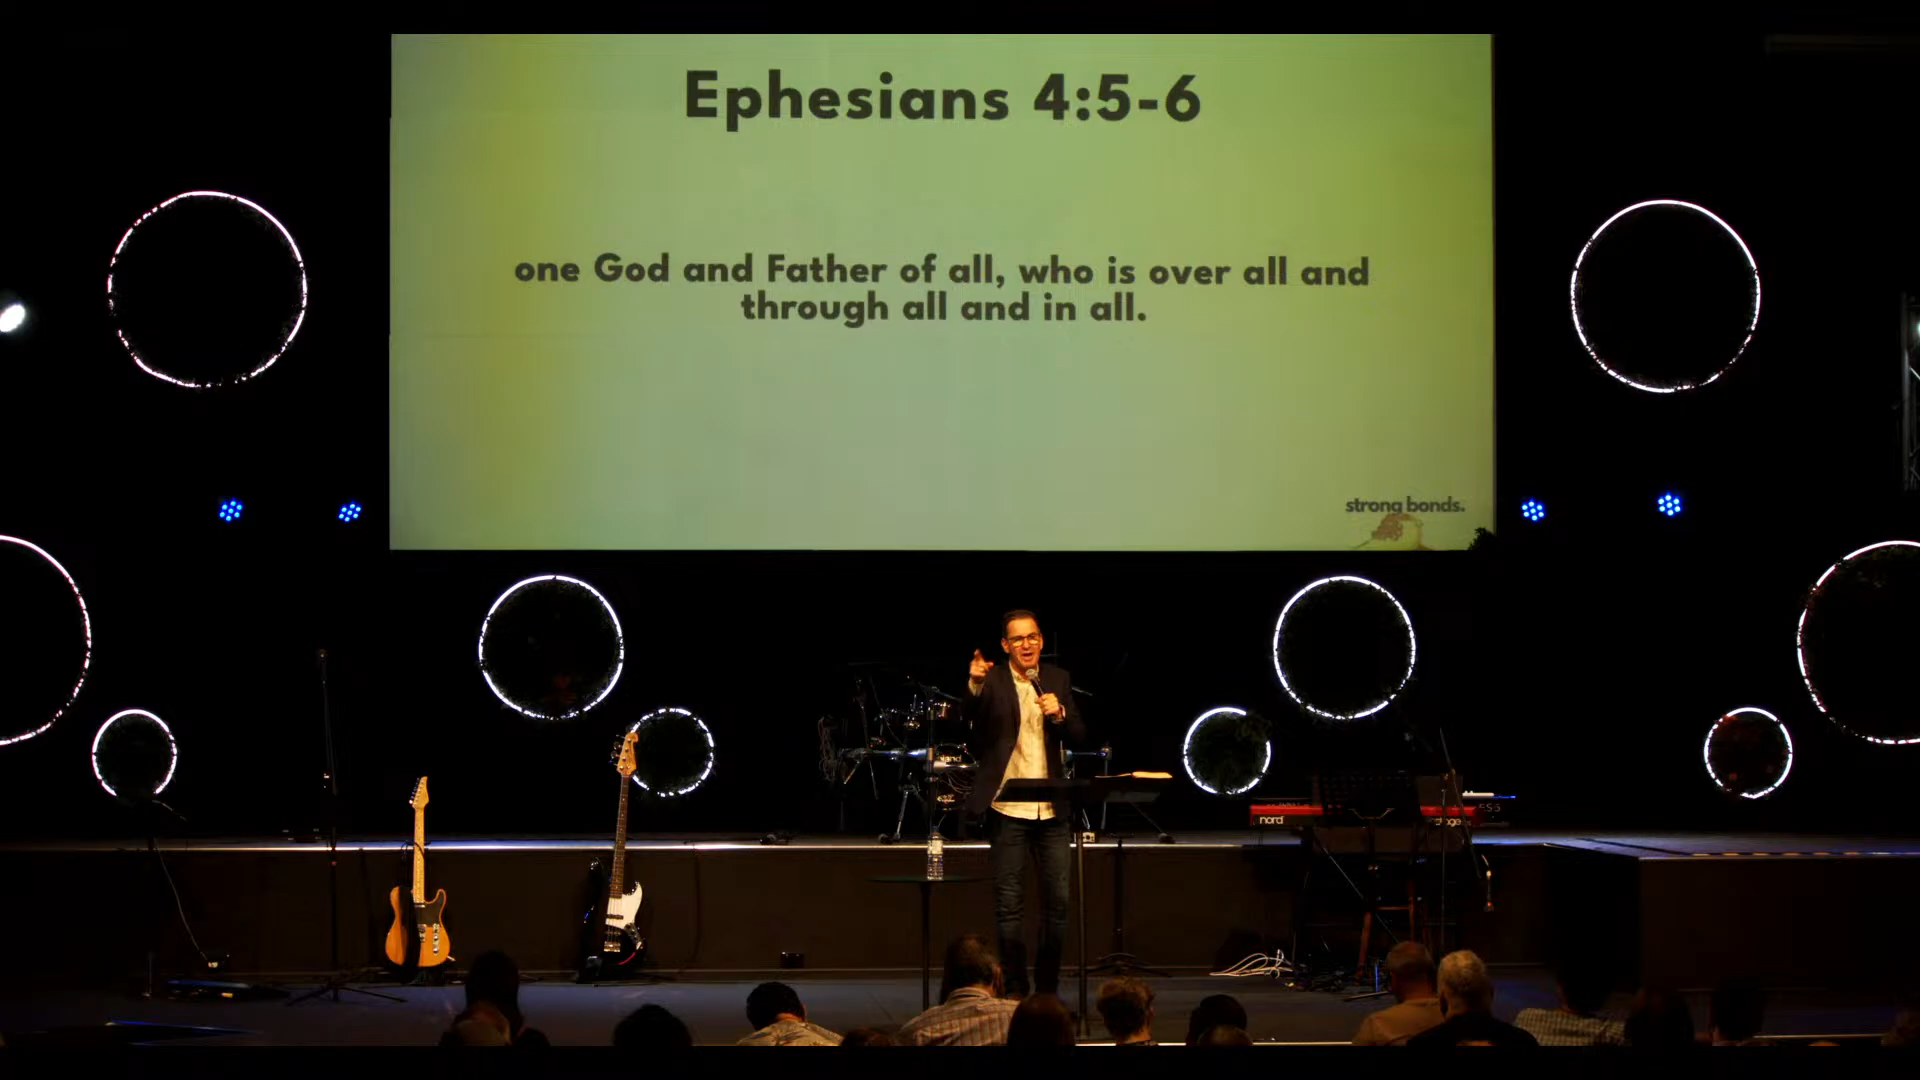 Ephesians 4:5-6
one God and Father of all, who is over all and
through all and in all.
strong bonds.
nord